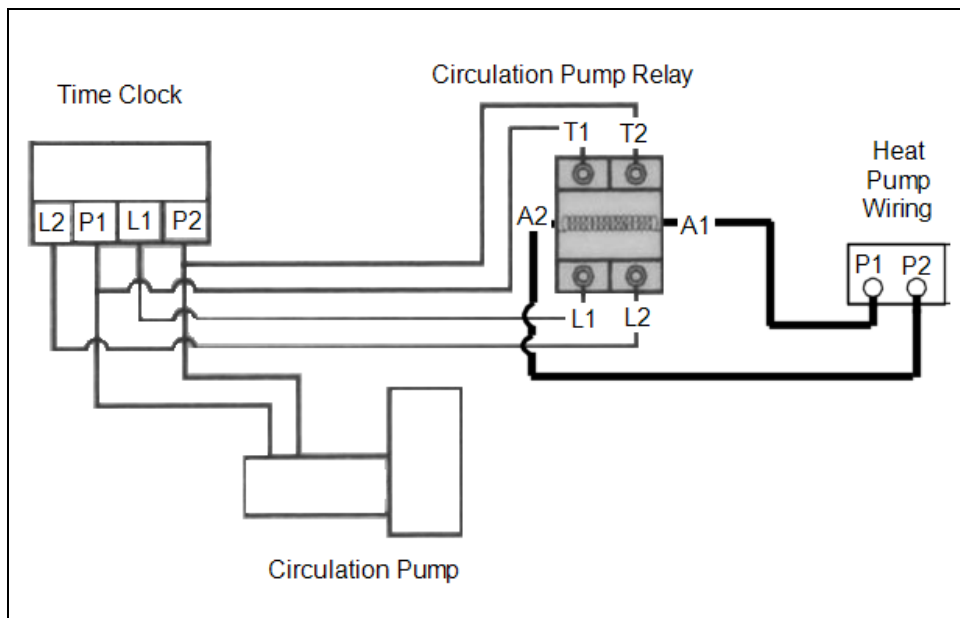 Circulation Pump Relay
Time Clock
T1 T2
Heat
Pump
Wiring
L2 P1 L1 P2
A2 A1
P1 P2
L1 L2
Circulation Pump